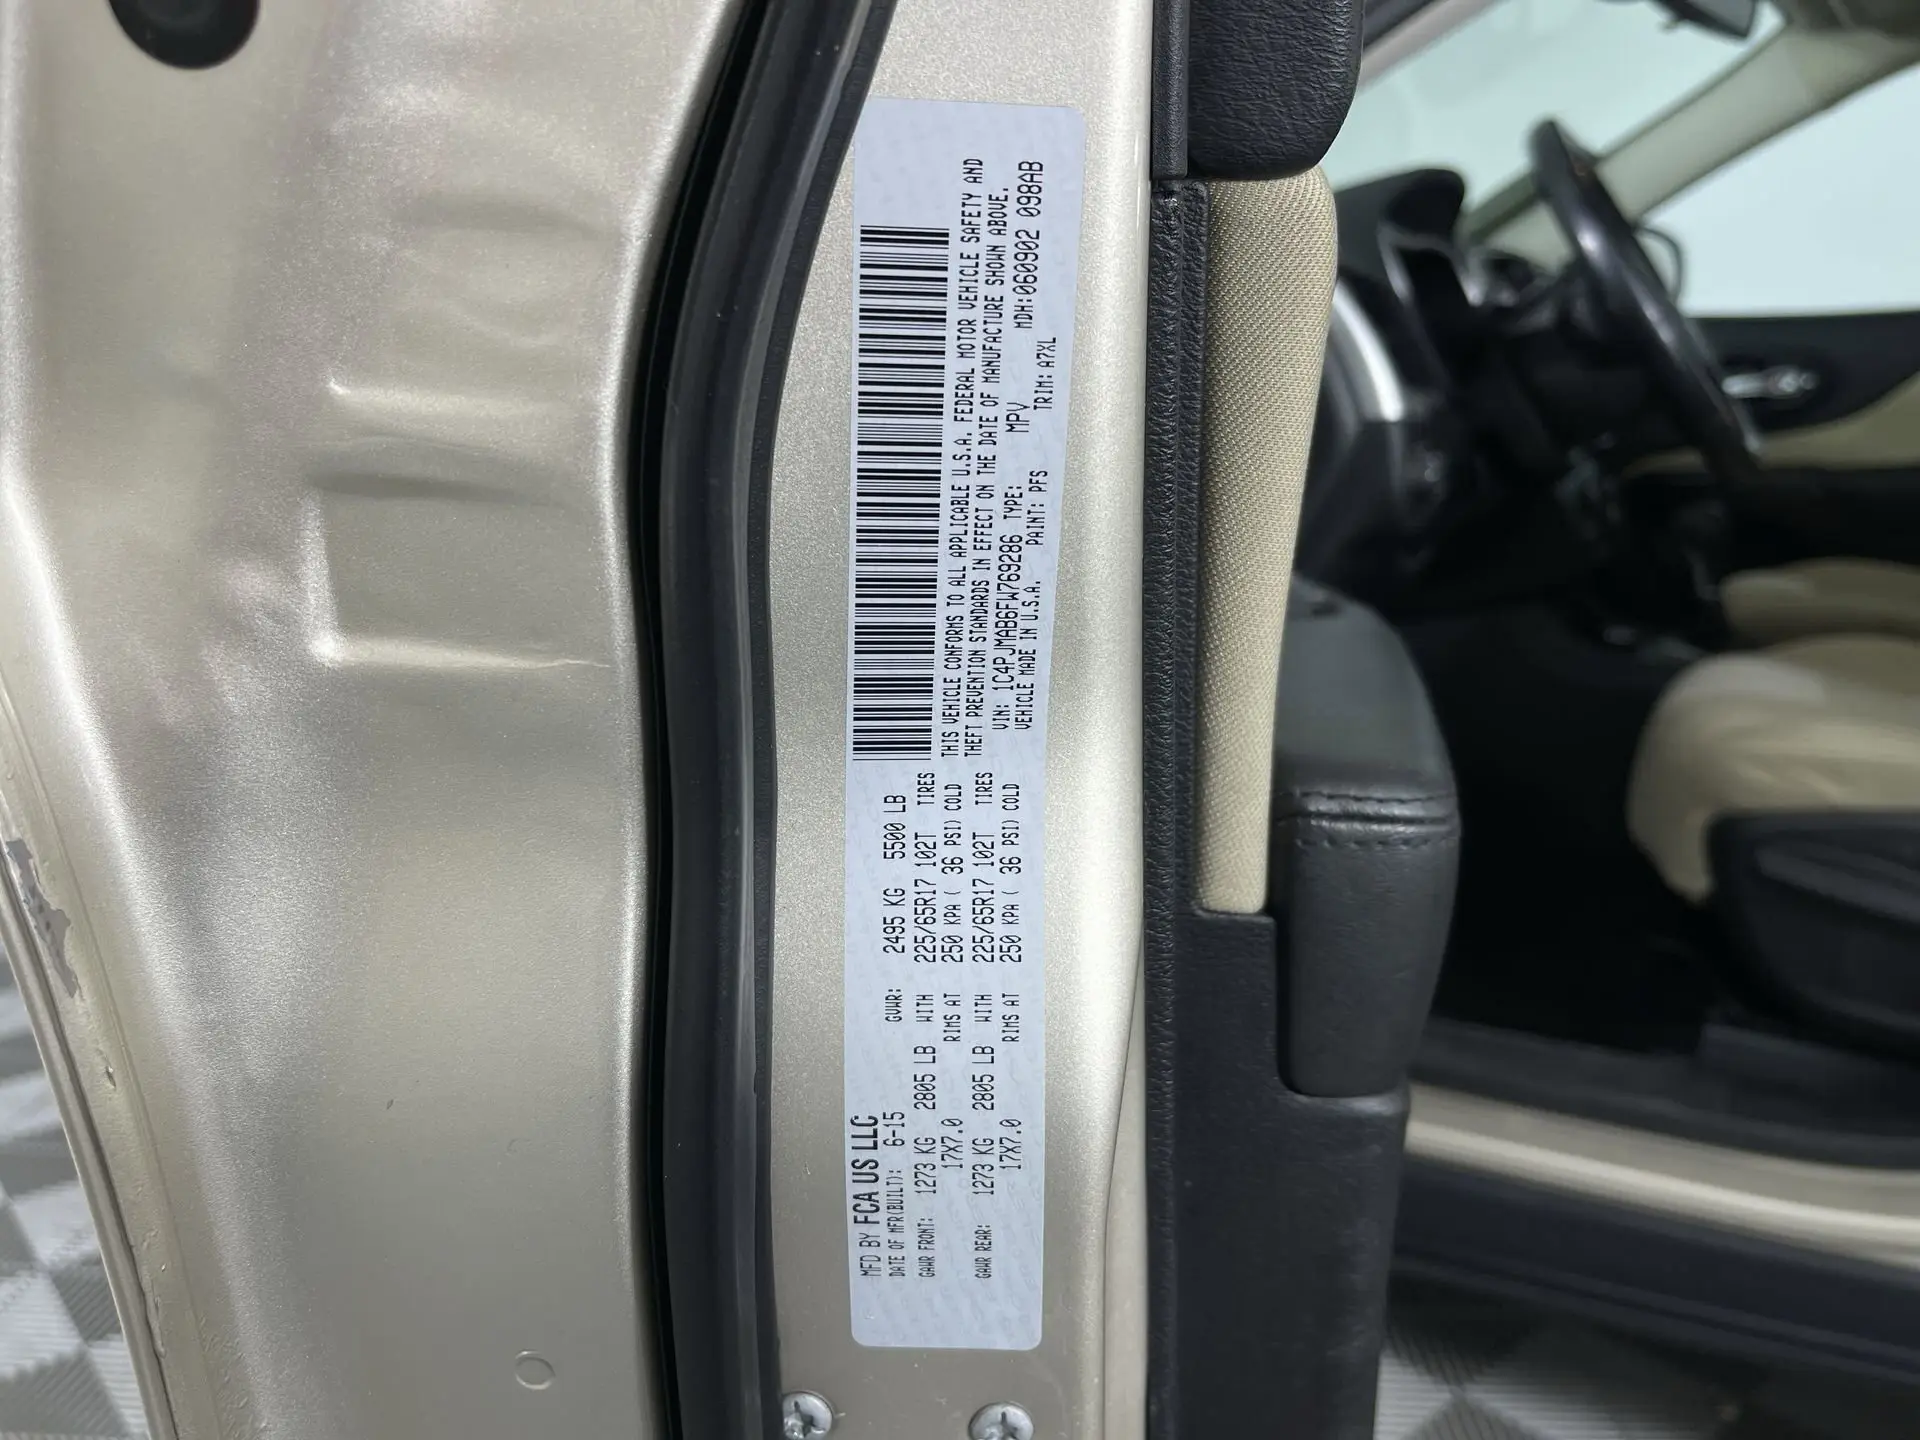 MFD BY FCA US LLC
DATE OF MFR(BUILT): 6-15 GVWR: 2495 KG 5500 LB
GAWR FRONT: 1273 KG 2805 LB WITH 225/65R17 102T TIRES
17X7.0 RIMS AT 250 KPA ( 36 PSI) COLD
GAWR REAR: 1273 KG 2805 LB WITH 225/65R17 102T TIRES
17X7.0 RIMS AT 250 KPA ( 36 PSI) COLD
THIS VEHICLE CONFORMS TO ALL APPLICABLE U.S.A. FEDERAL MOTOR VEHICLE SAFETY AND
THEFT PREVENTION STANDARDS IN EFFECT ON THE DATE OF MANUFACTURE SHOWN ABOVE.
VIN: 1C4PJMAB6FW769286 TYPE: MPV MDH:060902 098AB
VEHICLE MADE IN U.S.A. PAINT: PFS TRIM: A7XL